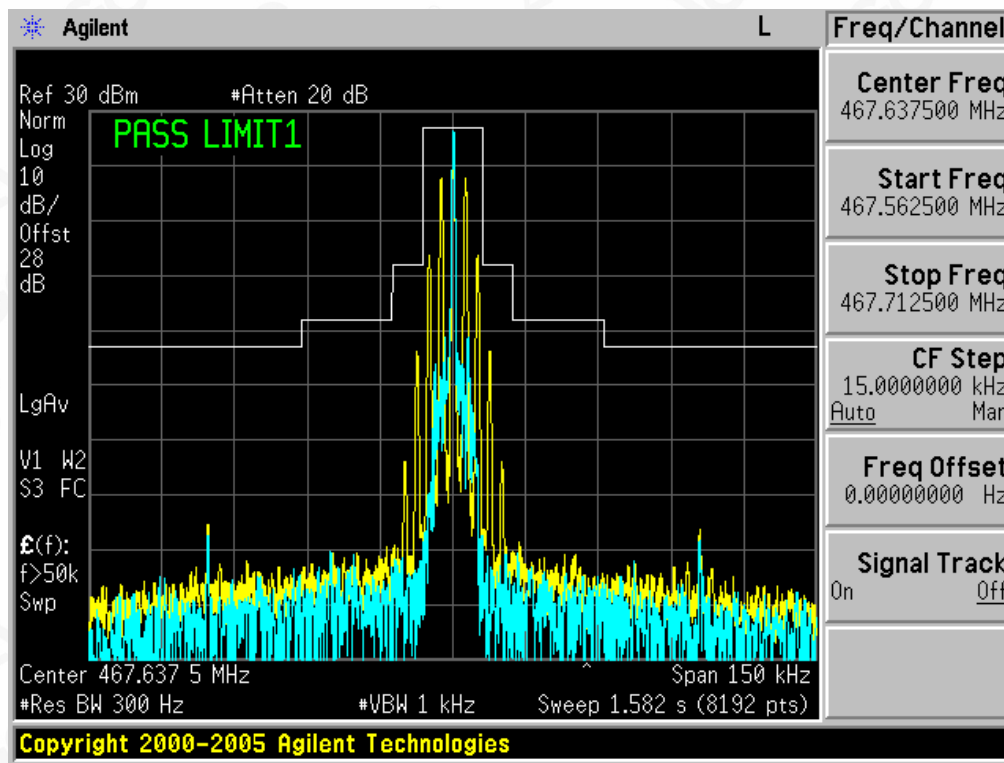 Agilent L Freq/Channel
Ref 30 dBm #Atten 20 dB
Norm
Log
10
dB/
Offst
28
dB
PASS LIMIT1
LgAv
V1 W2
S3 FC
£(f):
f>50k
Swp
Center 467.637 5 MHz Span 150 kHz
#Res BW 300 Hz #VBW 1 kHz Sweep 1.582 s (8192 pts)
Copyright 2000-2005 Agilent Technologies
Center Freq
467.637500 MHz
Start Freq
467.562500 MHz
Stop Freq
467.712500 MHz
CF Step
15.0000000 kHz
Auto Man
Freq Offset
0.00000000 Hz
Signal Track
On Off